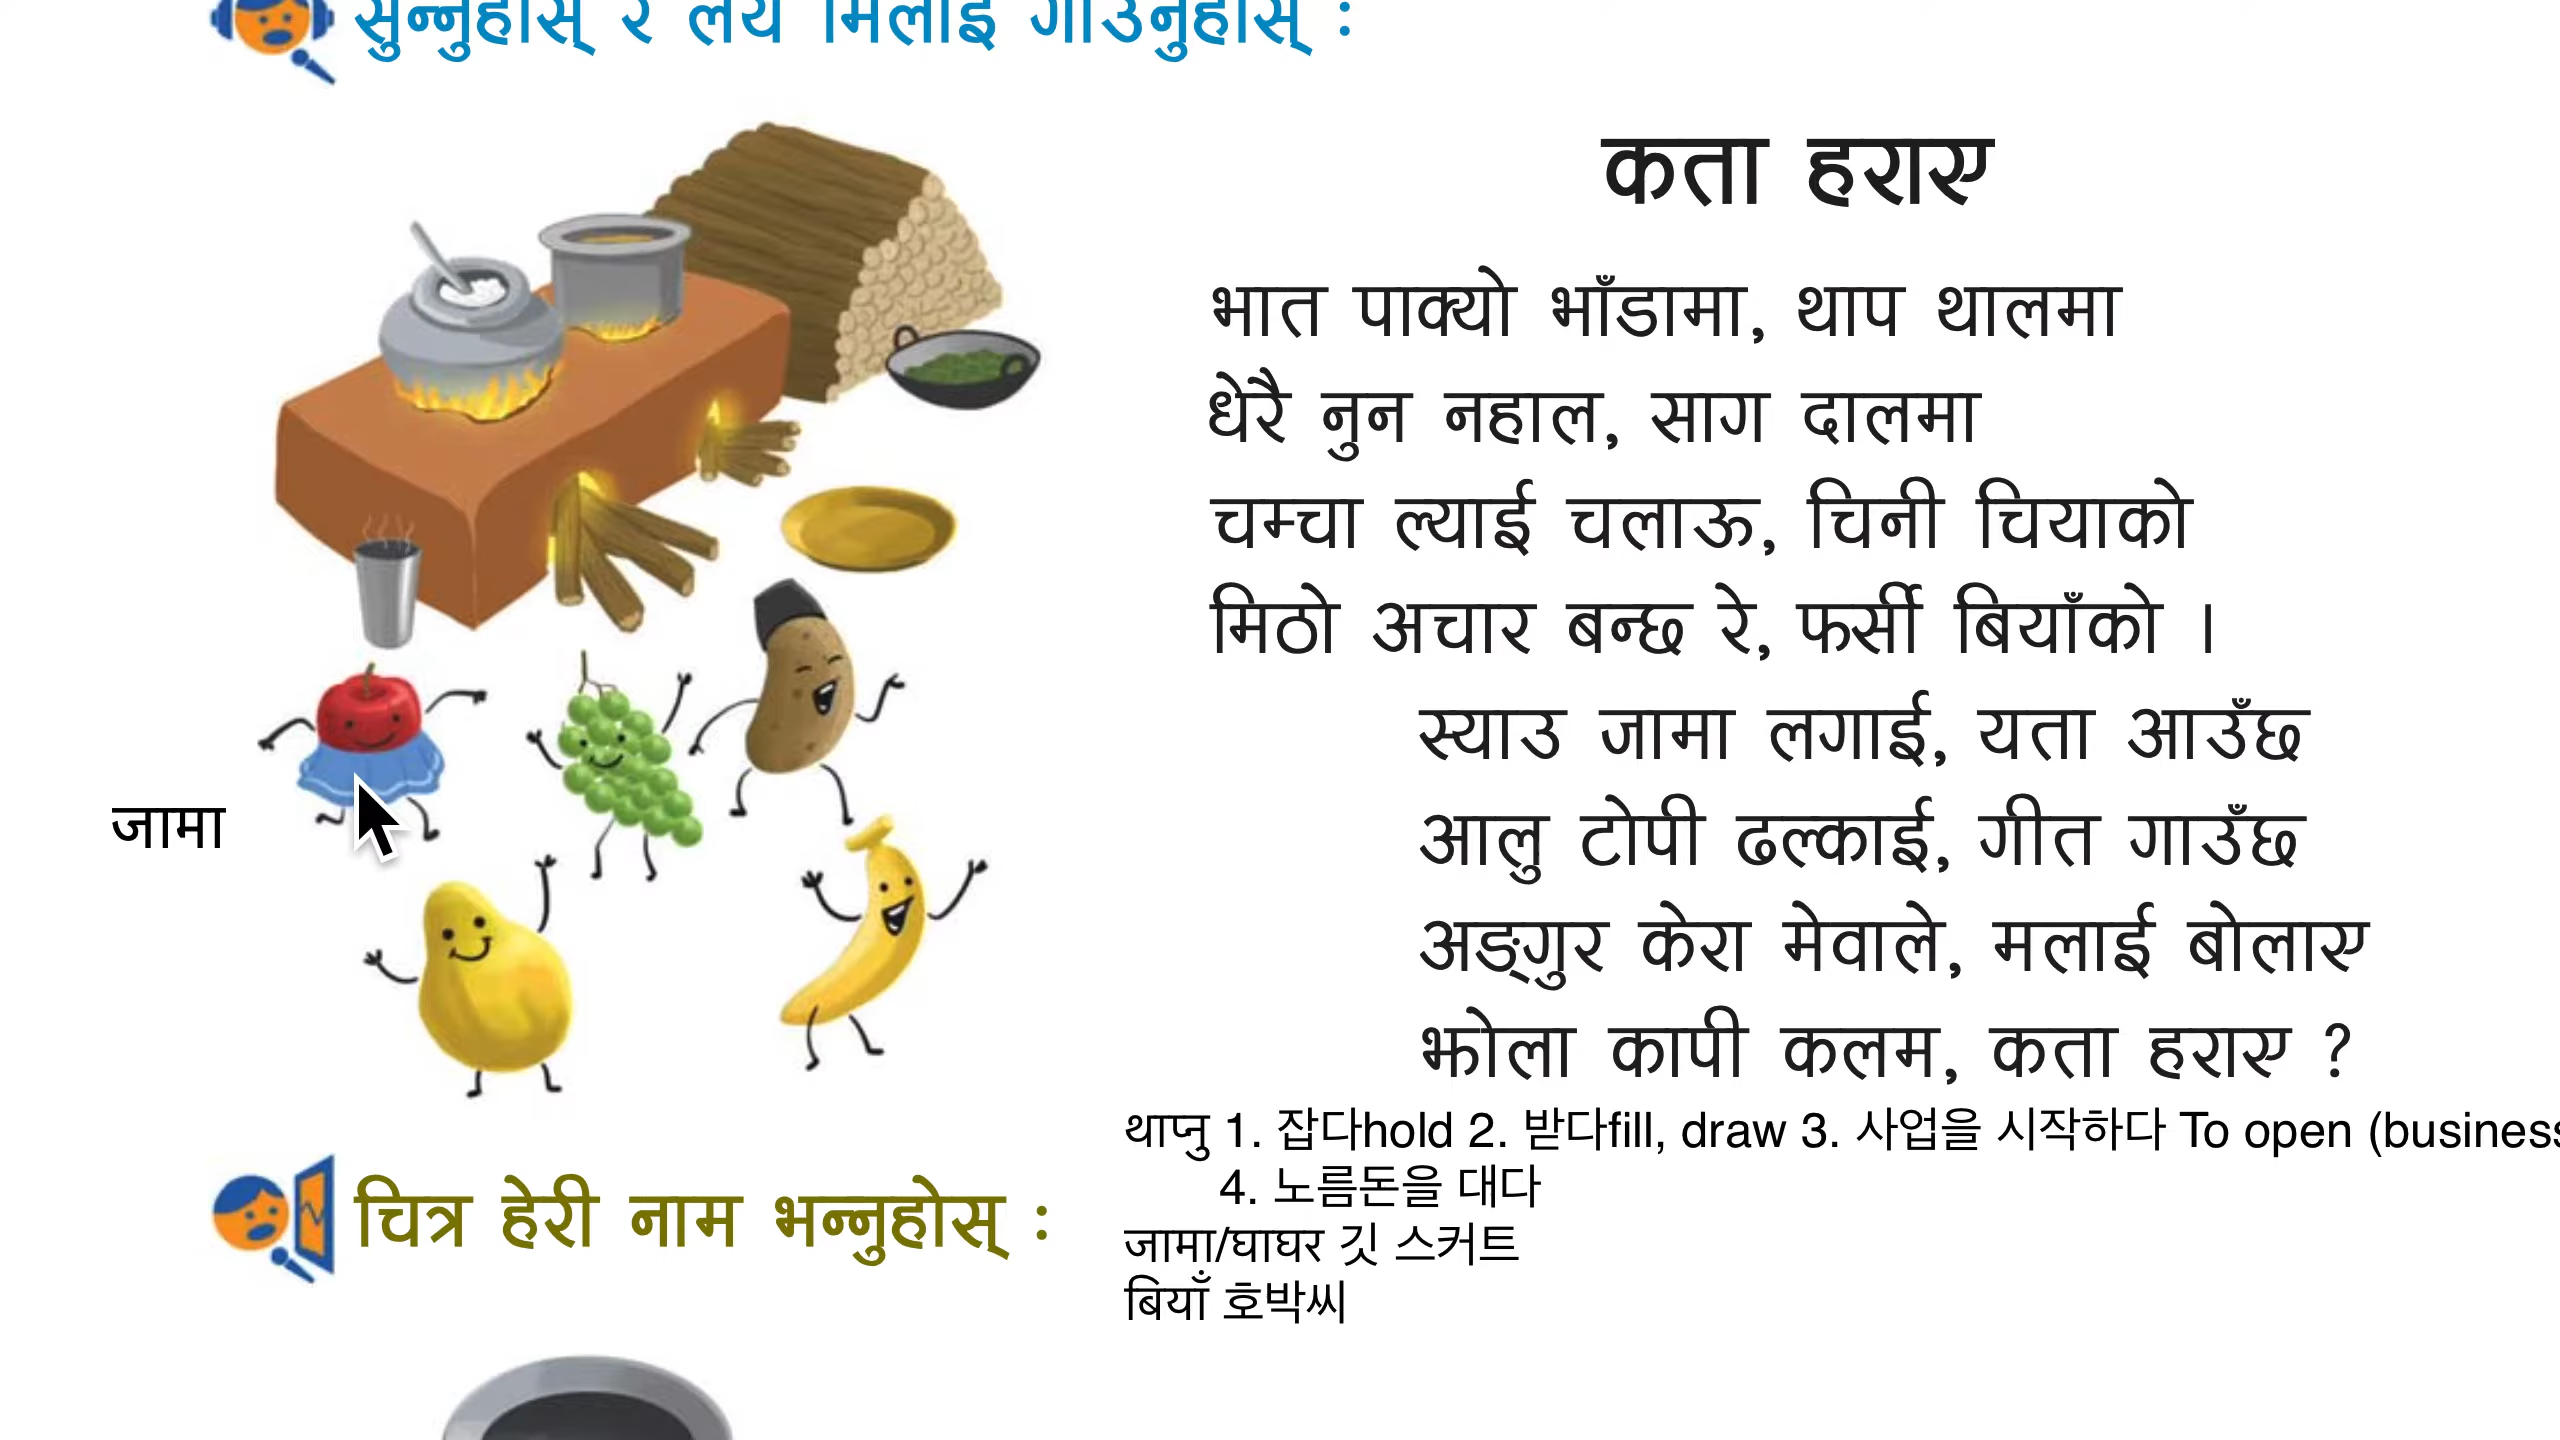 सुन्नुहोस् र लय मिलाई गाउनुहोस् :
कता हराए
भात पाक्यो भाँडामा, थाप थालमा
धेरै नुन नहाल, साग दालमा
चम्चा ल्याई चलाऊ, चिनी चियाको
मिठो अचार बन्छ रे, फर्सी बियाँको ।
स्याउ जामा लगाई, यता आउँछ
आलु टोपी ढल्काई, गीत गाउँछ
अङ्गुर केरा मेवाले, मलाई बोलाए
झोला कापी कलम, कता हराए ?
जामा
थाप्नु 1. 잡다hold 2. 받다fill, draw 3. 사업을 시작하다 To open (business
4. 노름돈을 대다
जामा/घाघर 깃 스커트
बियाँ 호박씨
चित्र हेरी नाम भन्नुहोस् :